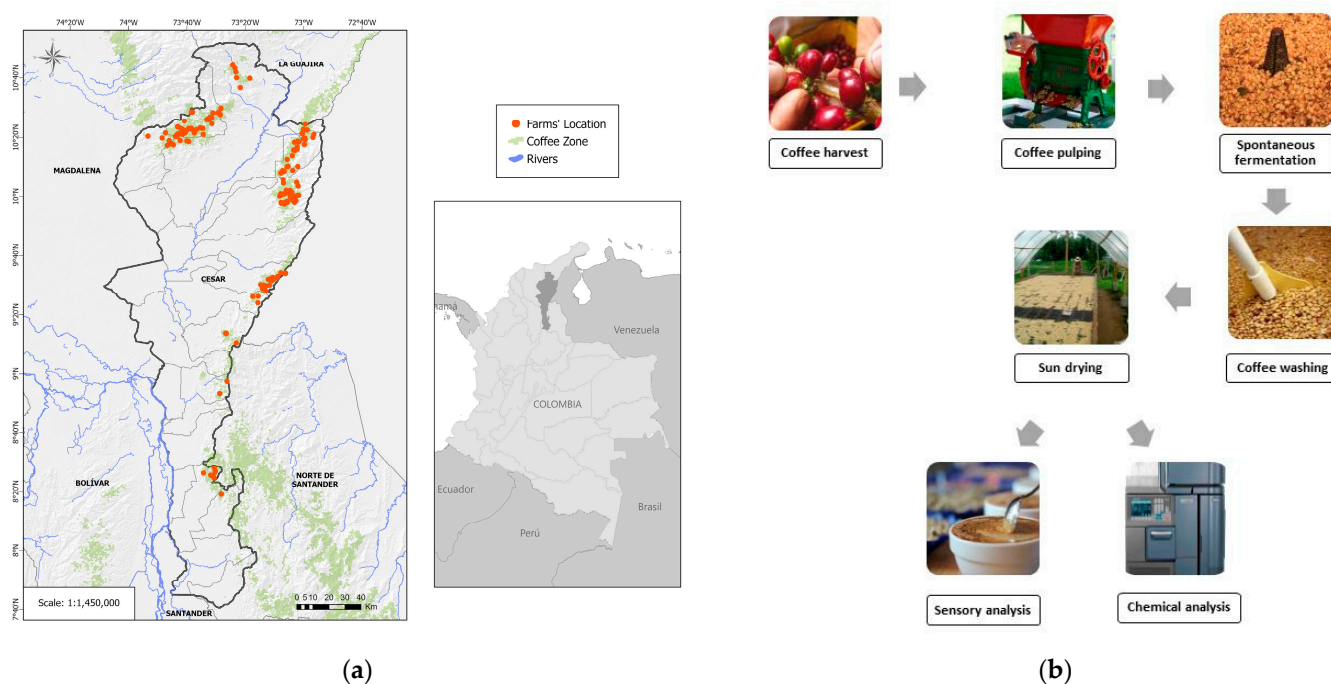 74°20'W
74°0'W
73°40'W
73°20'W
73°0'W
72°40'W
10°40'N
10°20'N
10°0'N
9°40'N
9°20'N
9°N
8°40'N
8°20'N
8°N
7°40'N
LA GUAJIRA
MAGDALENA
CESAR
BOLÍVAR
NORTE DE
SANTANDER
SANTANDER
Scale: 1:1,450,000
0 5 10 20 30 40
Km
Farms' Location
Coffee Zone
Rivers
namá
Venezuela
COLOMBIA
Ecuador
Perú
Brasil
(a)
Coffee harvest
Coffee pulping
Spontaneous
fermentation
Sun drying
Coffee washing
Sensory analysis
Chemical analysis
(b)